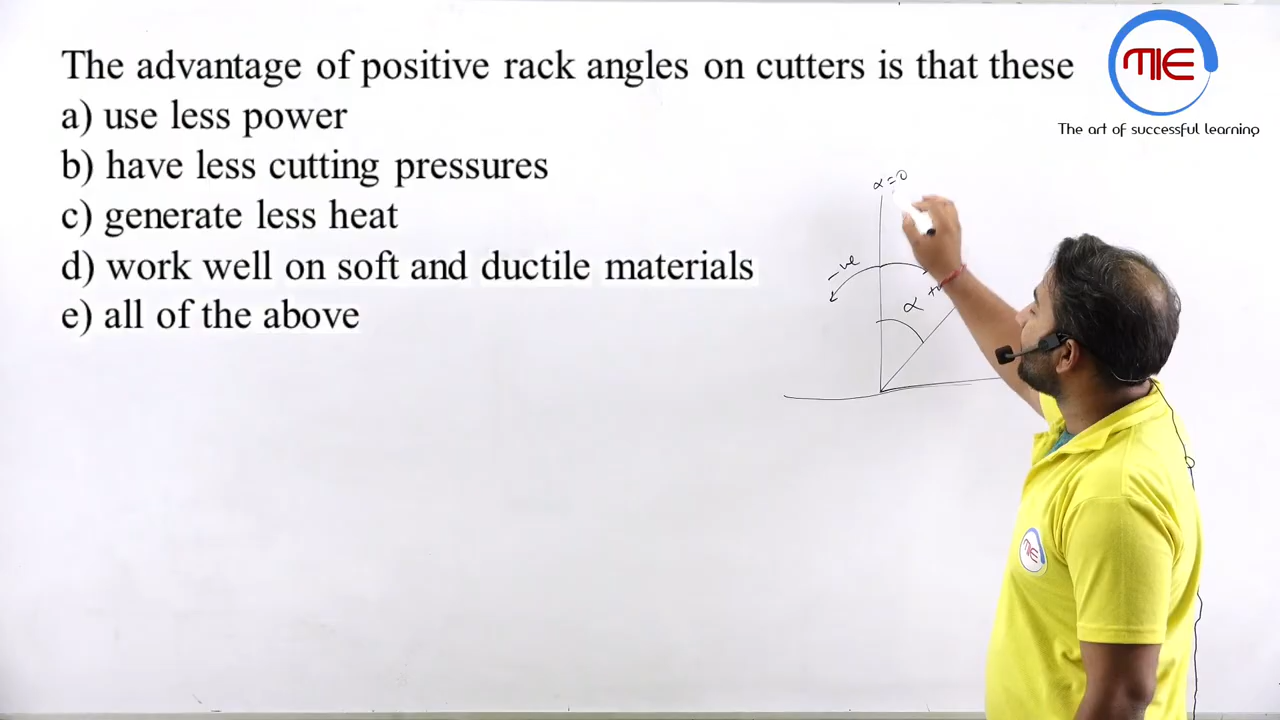 The advantage of positive rack angles on cutters is that these
a) use less power
b) have less cutting pressures
c) generate less heat
d) work well on soft and ductile materials
e) all of the above
MIE
The art of successful learning
α=0
-ve
α
MIE